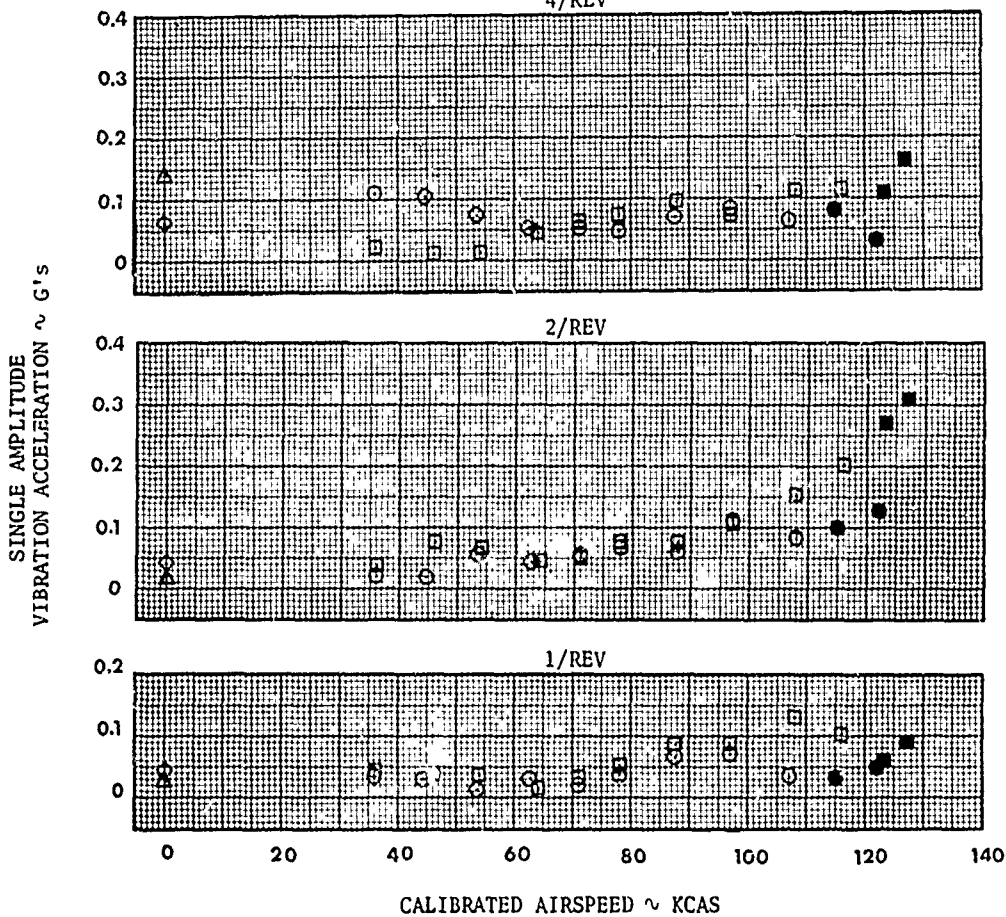 4/REV
0.4
0.3
0.2
0.1
0
2/REV
0.4
0.3
0.2
0.1
0
1/REV
0.2
0.1
0
0 20 40 60 80 100 120 140
SINGLE AMPLITUDE
VIBRATION ACCELERATION ~ G's
CALIBRATED AIRSPEED ~ KCAS